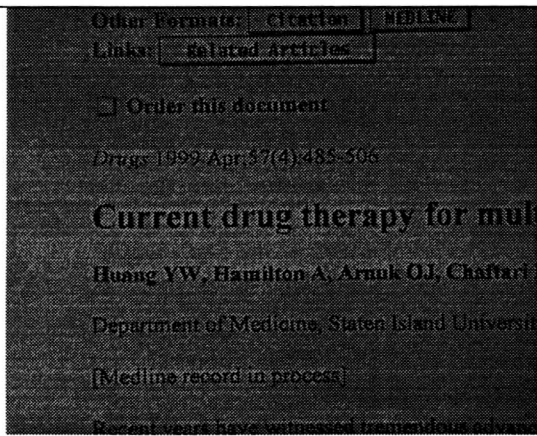 Other Formats: Citation MEDLINE
Links: Related Articles
Order this document
Drugs 1999 Apr;57(4):485-506
Current drug therapy for mul
Huang YW, Hamilton A, Arnuk OJ, Chaftari
Department of Medicine, Staten Island Universit
[Medline record in process]
Recent years have witnessed tremendous advanc